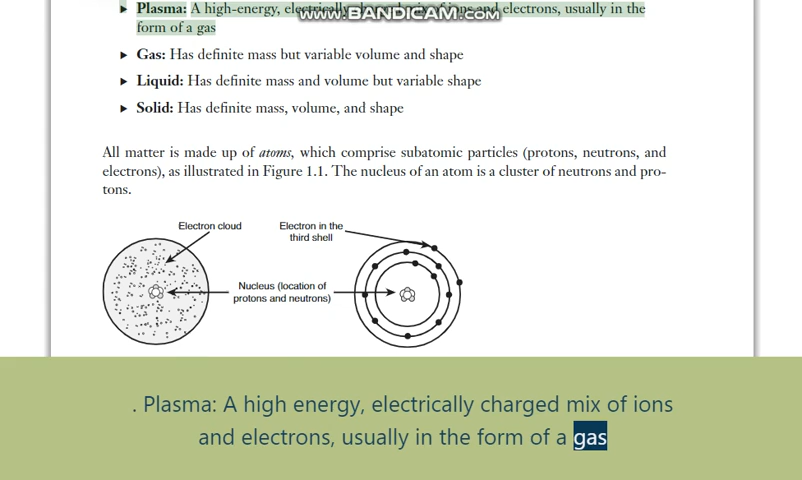 ► Plasma: A high-energy, electrically charged mix of ions and electrons, usually in the
www.BANDICAM.com
form of a gas
► Gas: Has definite mass but variable volume and shape
► Liquid: Has definite mass and volume but variable shape
► Solid: Has definite mass, volume, and shape
All matter is made up of atoms, which comprise subatomic particles (protons, neutrons, and
electrons), as illustrated in Figure 1.1. The nucleus of an atom is a cluster of neutrons and pro-
tons.
Electron cloud
Electron in the
third shell
Nucleus (location of
protons and neutrons)
. Plasma: A high energy, electrically charged mix of ions
and electrons, usually in the form of a gas